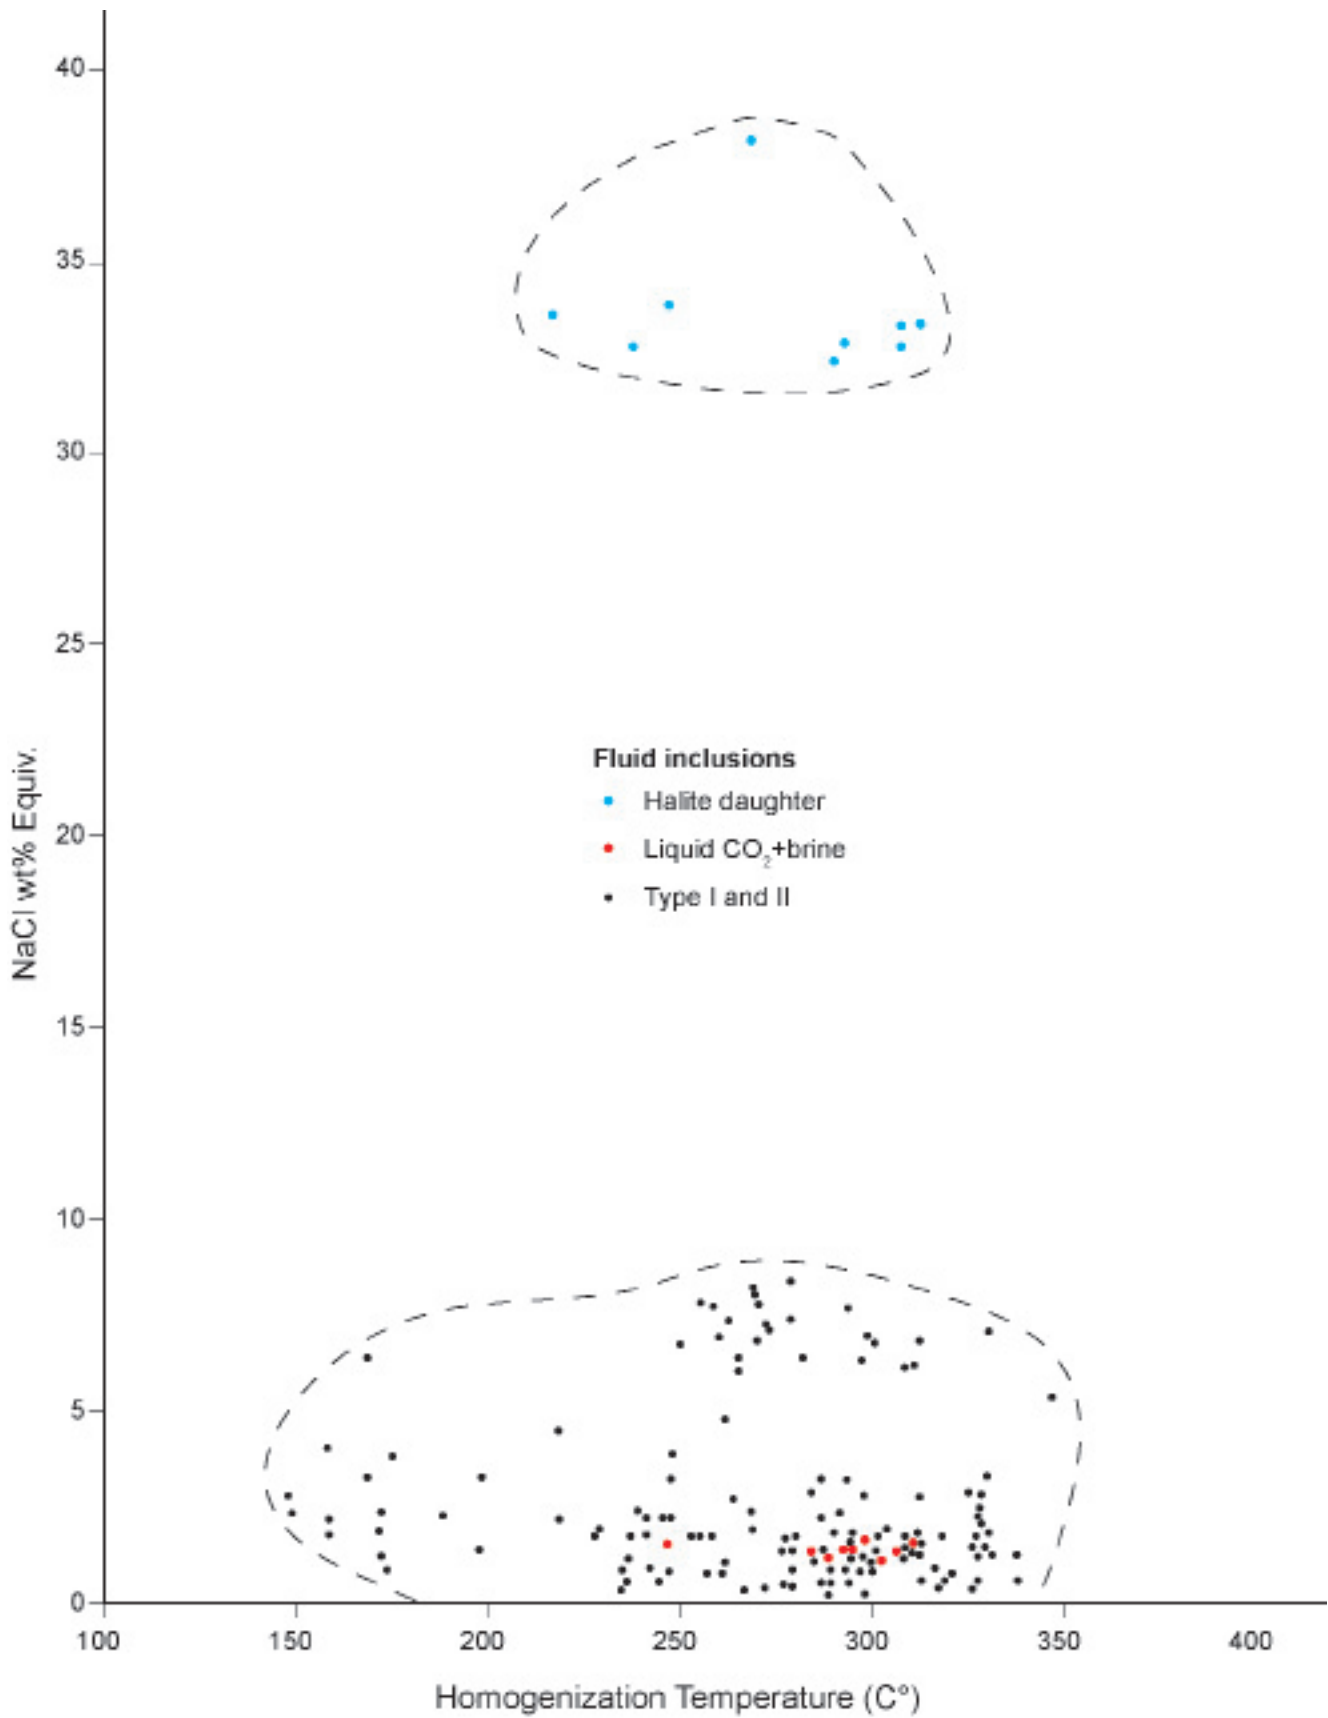 40
35
30
25
20
15
10
5
0
NaCl wt% Equiv.
Fluid inclusions
Halite daughter
Liquid CO₂+brine
Type I and II
100 150 200 250 300 350 400
Homogenization Temperature (C°)